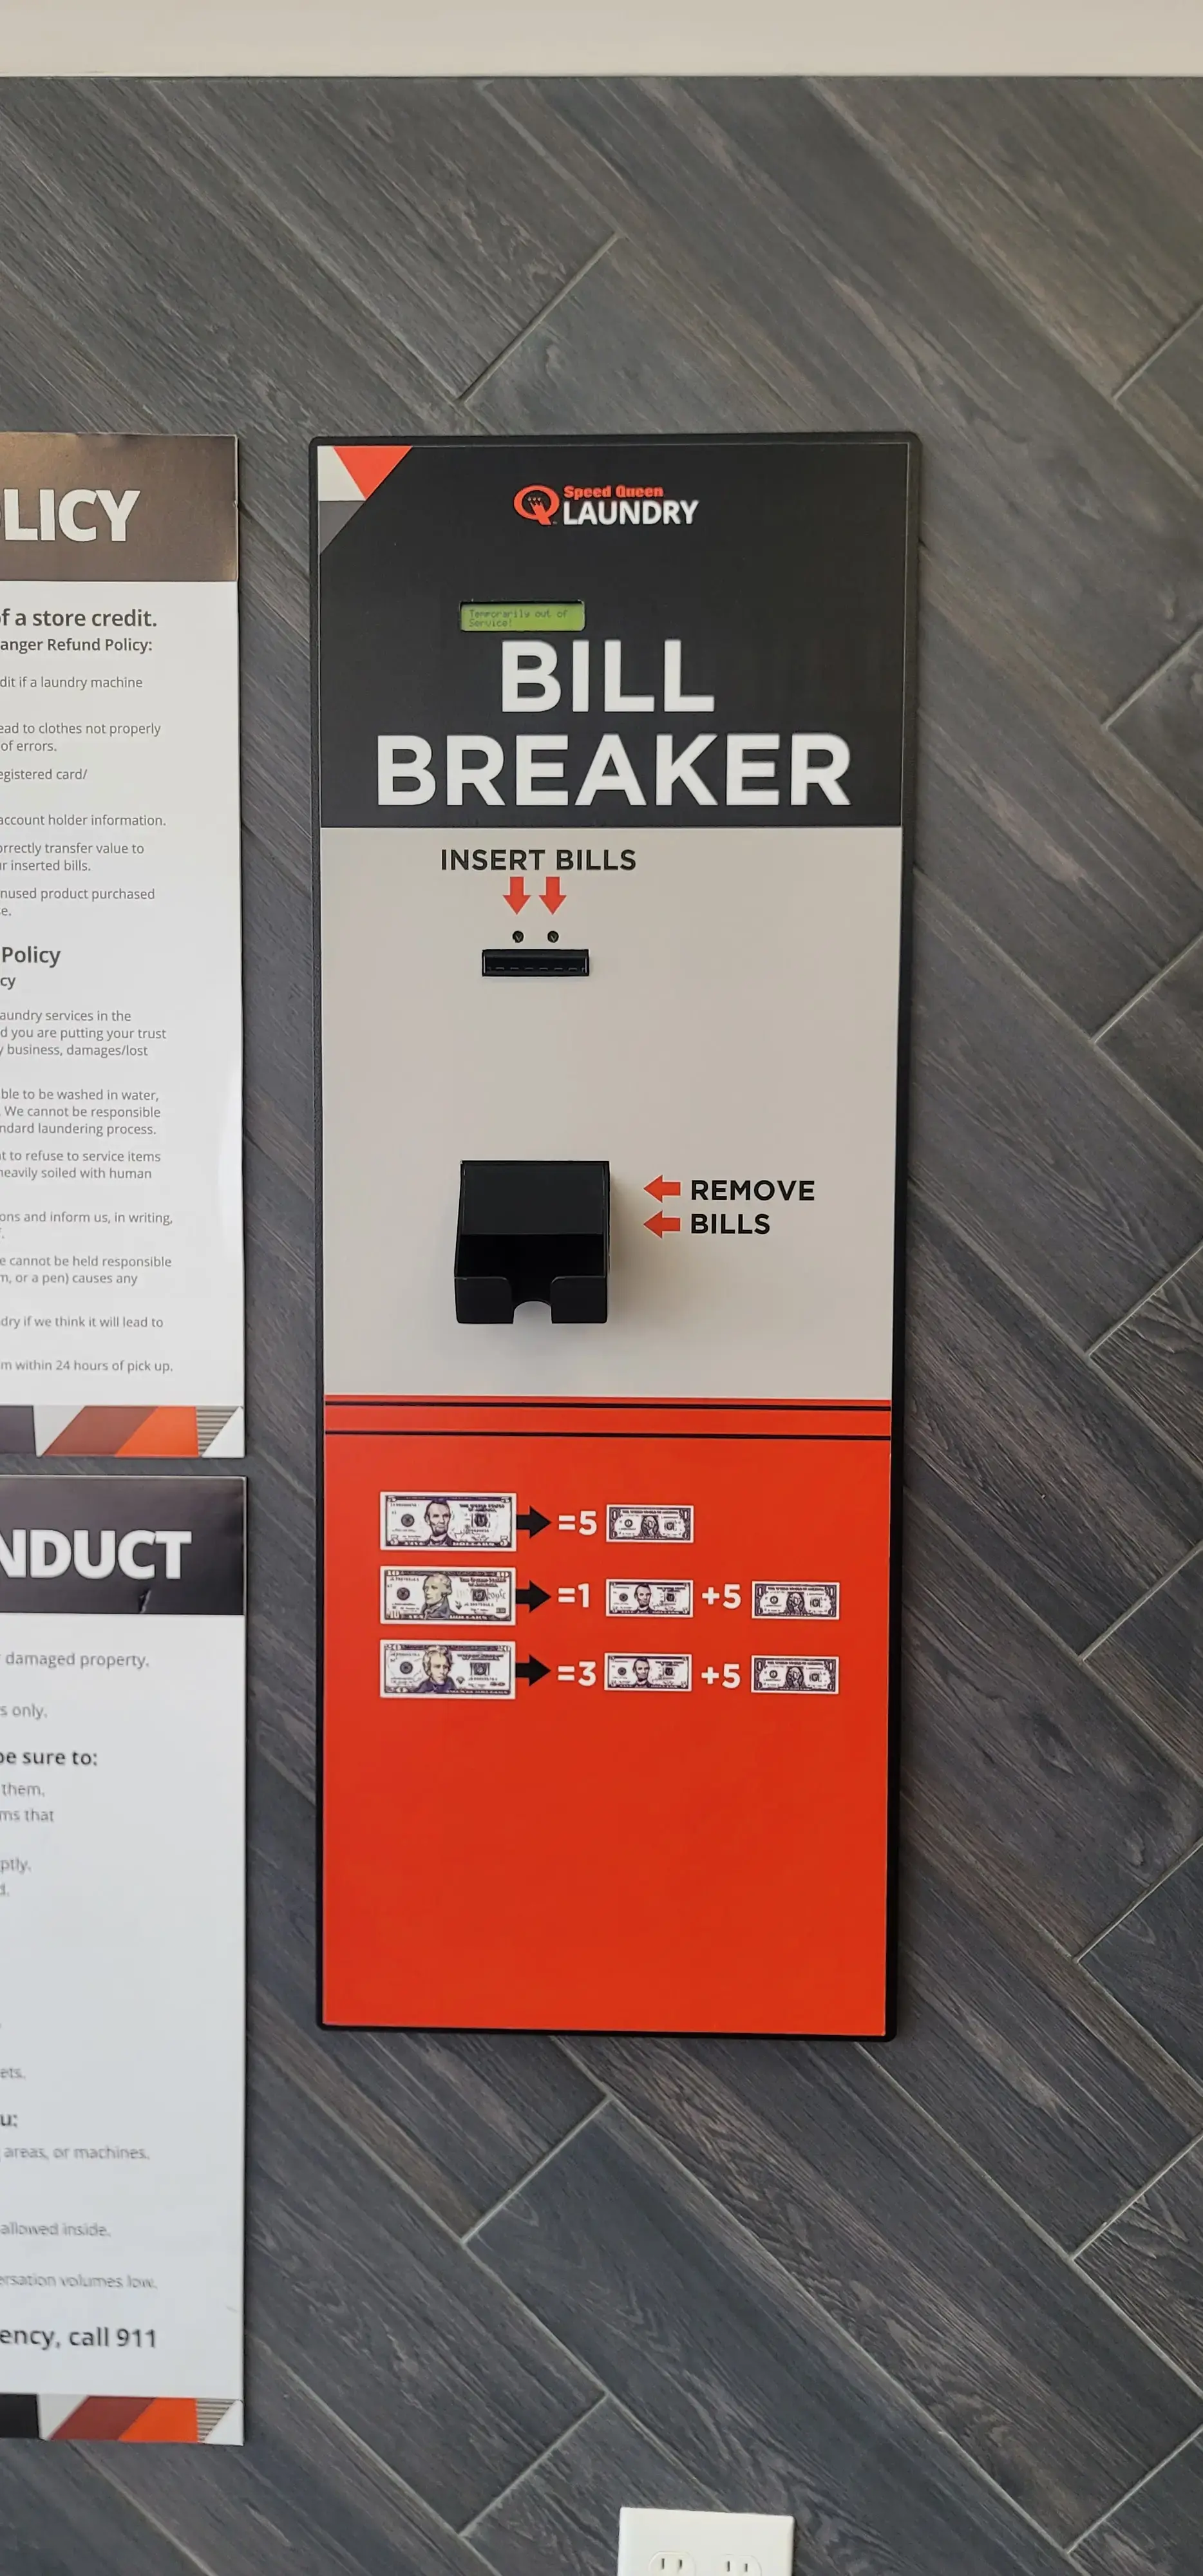 LICY
f a store credit.
anger Refund Policy:
dit if a laundry machine
ead to clothes not properly
of errors.
egistered card/
account holder information.
orrectly transfer value to
r inserted bills.
nused product purchased
e.
Policy
cy
aundry services in the
d you are putting your trust
y business, damages/lost
ble to be washed in water,
We cannot be responsible
ndard laundering process.
t to refuse to service items
heavily soiled with human
ons and inform us, in writing,
e cannot be held responsible
m, or a pen) causes any
dry if we think it will lead to
m within 24 hours of pick up.
NDUCT
damaged property.
s only.
be sure to:
them.
ms that
ptly.
d.
ets.
u:
areas, or machines.
allowed inside.
ersation volumes low.
ency, call 911
Speed Queen
LAUNDRY
Temporarily out of
Service!
BILL
BREAKER
INSERT BILLS
REMOVE
BILLS
=5
=1 +5
=3 +5